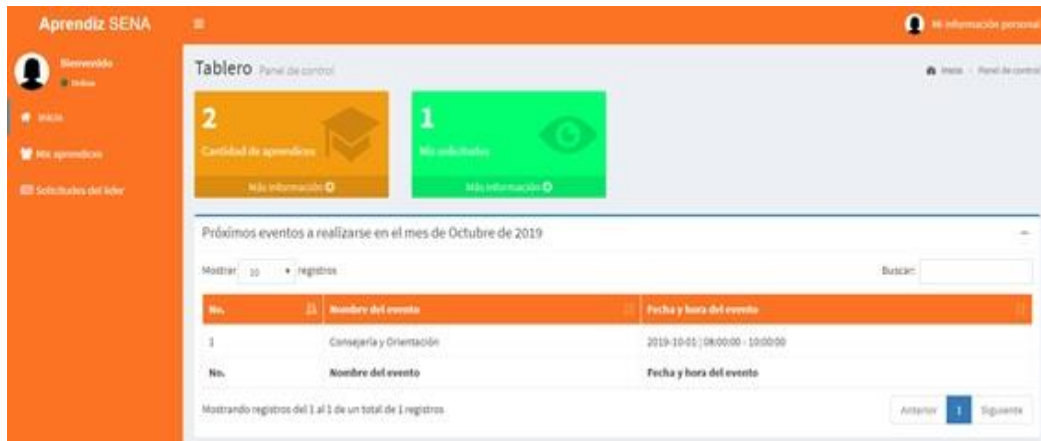 Aprendiz SENA
Mi información personal
Bienvenido
Online
Inicio
Mis aprendices
Solicitudes del líder
Tablero Panel de control
Inicio Panel de control
2
Cantidad de aprendices
Más información
1
Mis solicitudes
Más información
Próximos eventos a realizarse en el mes de Octubre de 2019
Mostrar 10 registros
Buscar:
No. Nombre del evento Fecha y hora del evento
1 Consejería y Orientación 2019-10-01 | 08:00:00 - 10:00:00
No. Nombre del evento Fecha y hora del evento
Mostrando registros del 1 al 1 de un total de 1 registros
Anterior 1 Siguiente